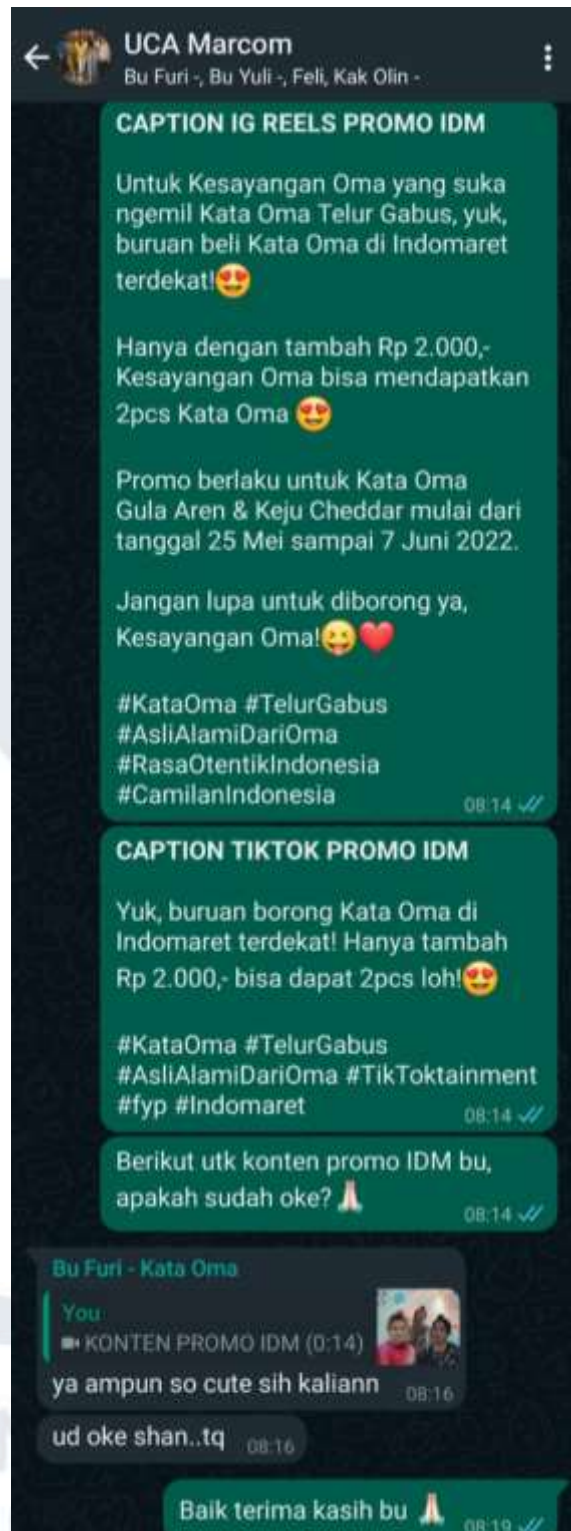 UCA Marcom
Bu Furi -, Bu Yuli -, Feli, Kak Olin -
CAPTION IG REELS PROMO IDM
Untuk Kesayangan Oma yang suka
ngemil Kata Oma Telur Gabus, yuk,
buruan beli Kata Oma di Indomaret
terdekat!😍
Hanya dengan tambah Rp 2.000,-
Kesayangan Oma bisa mendapatkan
2pcs Kata Oma 😍
Promo berlaku untuk Kata Oma
Gula Aren & Keju Cheddar mulai dari
tanggal 25 Mei sampai 7 Juni 2022.
Jangan lupa untuk diborong ya,
Kesayangan Oma!😝❤️
#KataOma #TelurGabus
#AsliAlamiDariOma
#RasaOtentikIndonesia
#CamilanIndonesia
08:14
CAPTION TIKTOK PROMO IDM
Yuk, buruan borong Kata Oma di
Indomaret terdekat! Hanya tambah
Rp 2.000,- bisa dapat 2pcs loh!😍
#KataOma #TelurGabus
#AsliAlamiDariOma #TikToktainment
#fyp #Indomaret
08:14
Berikut utk konten promo IDM bu,
apakah sudah oke? 🙏🏻
08:14
Bu Furi - Kata Oma
You
KONTEN PROMO IDM (0:14)
ya ampun so cute sih kaliann
08:16
ud oke shan..tq
08:16
Baik terima kasih bu 🙏🏻
08:19